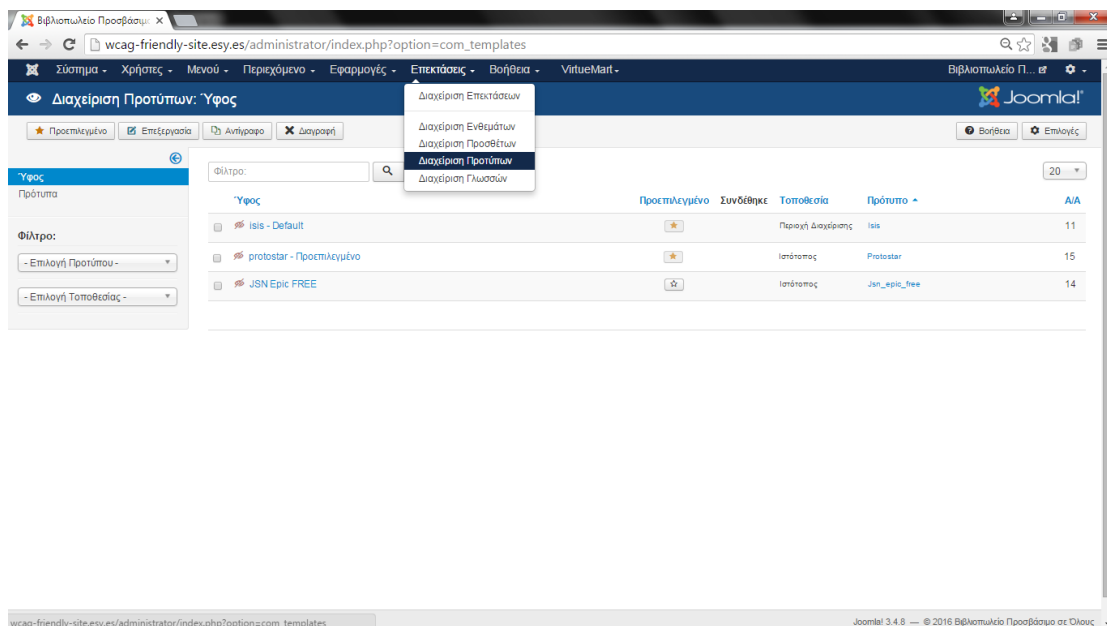 Βιβλιοπωλείο Προσβάσιμο
wcag-friendly-site.esy.es/administrator/index.php?option=com_templates
Σύστημα Χρήστες Μενού Περιεχόμενο Εφαρμογές Επεκτάσεις Βοήθεια VirtueMart Βιβλιοπωλείο Π...
Διαχείριση Προτύπων: Ύφος
Joomla!
Διαχείριση Επεκτάσεων
Διαχείριση Ενθεμάτων
Διαχείριση Προσθέτων
Διαχείριση Προτύπων
Διαχείριση Γλωσσών
Προεπιλεγμένο Επεξεργασία Αντίγραφο Διαγραφή Βοήθεια Επιλογές
Ύφος
Πρότυπα
Φίλτρο:
- Επιλογή Προτύπου -
- Επιλογή Τοποθεσίας -
Φίλτρο: 20
Ύφος Προεπιλεγμένο Συνδέθηκε Τοποθεσία Πρότυπο Α/Α
isis - Default Περιοχή Διαχείρισης Isis 11
protostar - Προεπιλεγμένο Ιστότοπος Protostar 15
JSN Epic FREE Ιστότοπος Jsn_epic_free 14
wcag-friendly-site.esy.es/administrator/index.php?option=com_templates
Joomla! 3.4.8 — © 2016 Βιβλιοπωλείο Προσβάσιμο σε Όλους